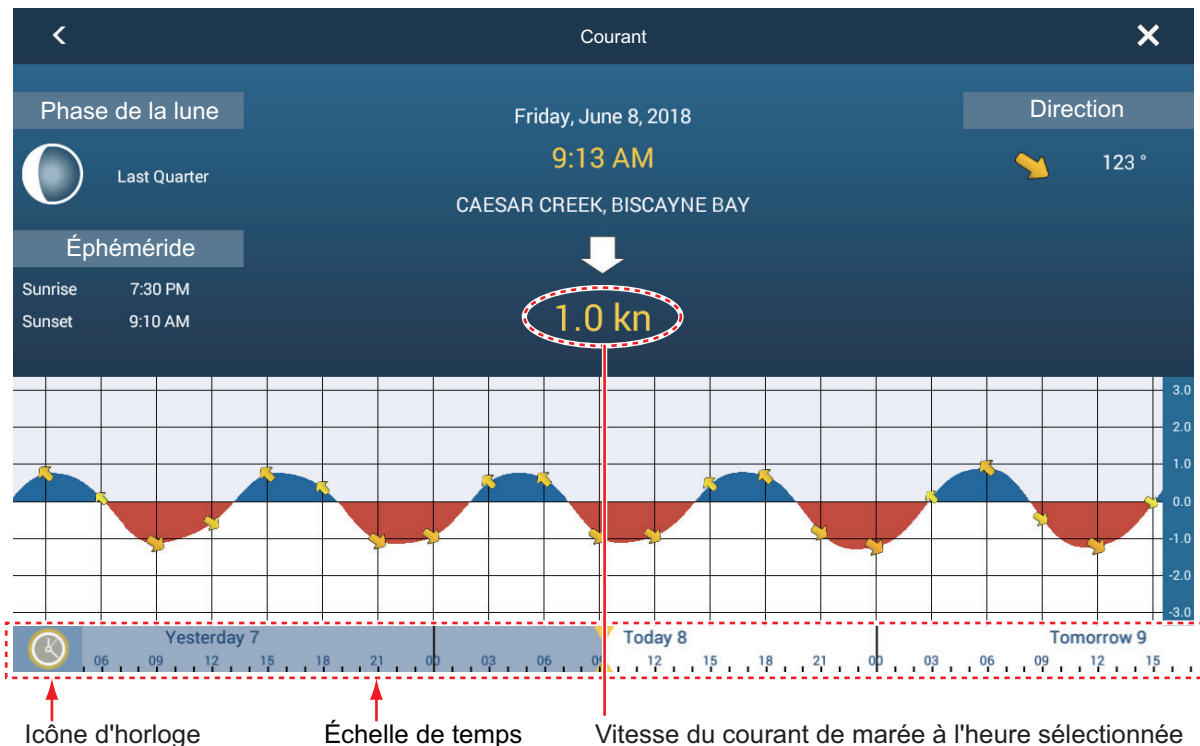 Courant
Phase de la lune
Last Quarter
Éphéméride
Sunrise 7:30 PM
Sunset 9:10 AM
Friday, June 8, 2018
9:13 AM
CAESAR CREEK, BISCAYNE BAY
1.0 kn
Direction
123 °
3.0
2.0
1.0
0.0
-1.0
-2.0
-3.0
Yesterday 7 Today 8 Tomorrow 9
06 09 12 15 18 21 00 03 06 09 12 15 18 21 00 03 06 09 12 15
Icône d'horloge Échelle de temps Vitesse du courant de marée à l'heure sélectionnée